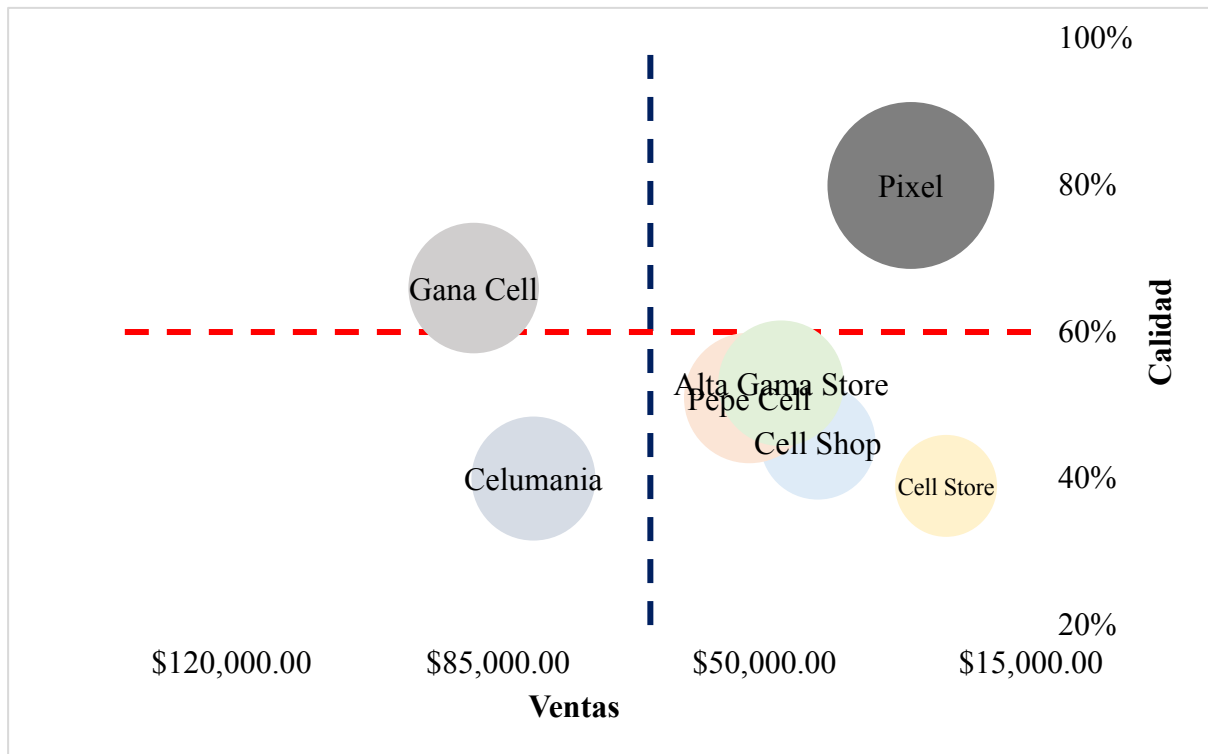 100%
Pixel
80%
Gana Cell
Calidad
60%
Alta Gama Store
Pepe Cell
Cell Shop
Celumania
40%
Cell Store
20%
$120,000.00 $85,000.00 $50,000.00 $15,000.00
Ventas